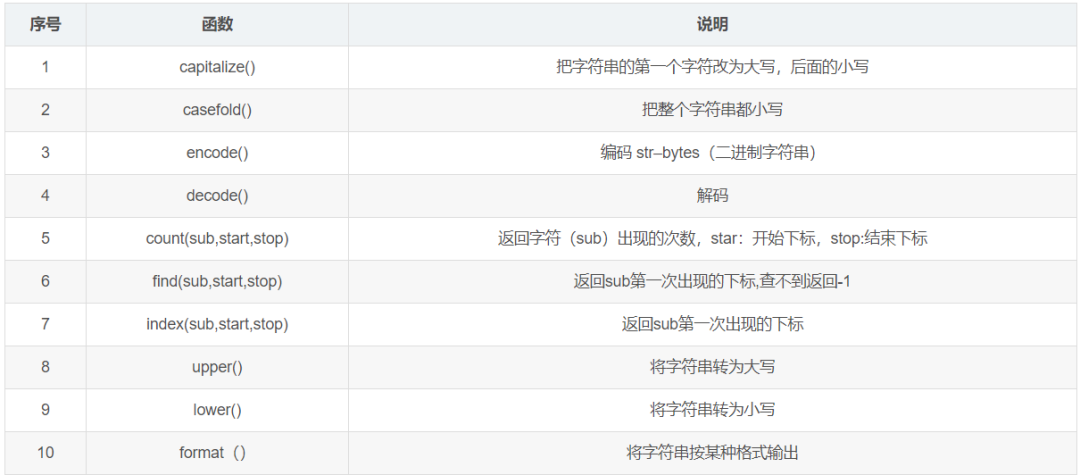 序号 函数 说明
1 capitalize() 把字符串的第一个字符改为大写，后面的小写
2 casefold() 把整个字符串都小写
3 encode() 编码 str–bytes（二进制字符串）
4 decode() 解码
5 count(sub,start,stop) 返回字符（sub）出现的次数，star：开始下标，stop:结束下标
6 find(sub,start,stop) 返回sub第一次出现的下标,查不到返回-1
7 index(sub,start,stop) 返回sub第一次出现的下标
8 upper() 将字符串转为大写
9 lower() 将字符串转为小写
10 format（） 将字符串按某种格式输出